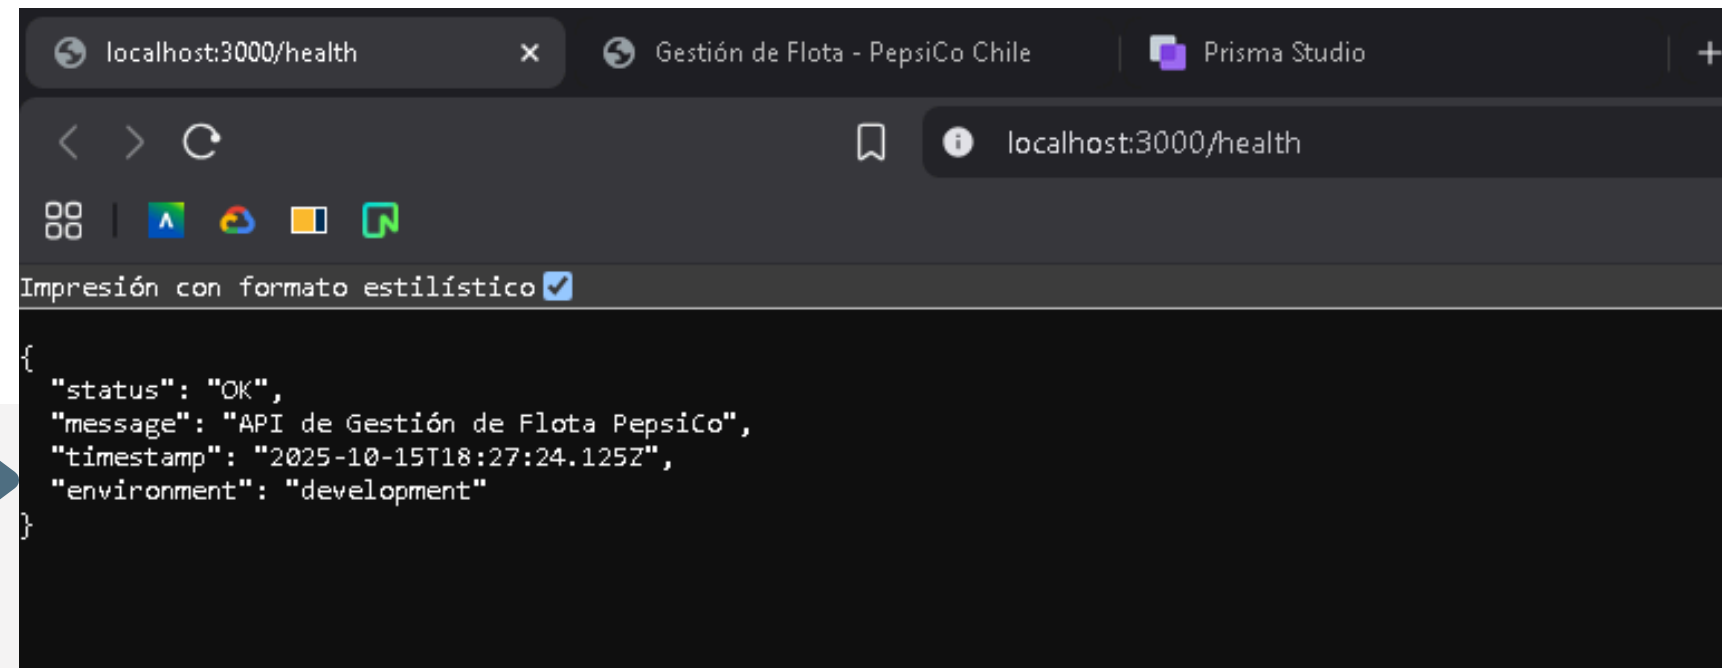 localhost:3000/health
Gestión de Flota - PepsiCo Chile
Prisma Studio
localhost:3000/health
Impresión con formato estilístico
{
"status": "OK",
"message": "API de Gestión de Flota PepsiCo",
"timestamp": "2025-10-15T18:27:24.125Z",
"environment": "development"
}